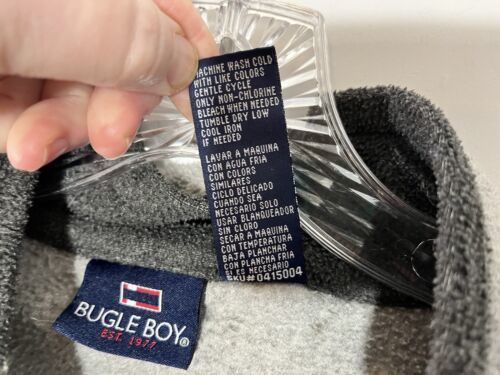 MACHINE WASH COLD
WITH LIKE COLORS
GENTLE CYCLE
ONLY NON-CHLORINE
BLEACH WHEN NEEDED
TUMBLE DRY LOW
COOL IRON
IF NEEDED
LAVAR A MAQUINA
CON AGUA FRIA
CON COLORS
SIMILARES
CICLO DELICADO
CUANDO SEA
NECESARIO SOLO
USAR BLANQUEADOR
SIN CLORO
SECAR A MAQUINA
CON TEMPERATURA
BAJA PLANCHAR
CON PLANCHA FRIA
SI ES NECESARIO
SKU#0415004
BUGLE BOY
EST. 1977